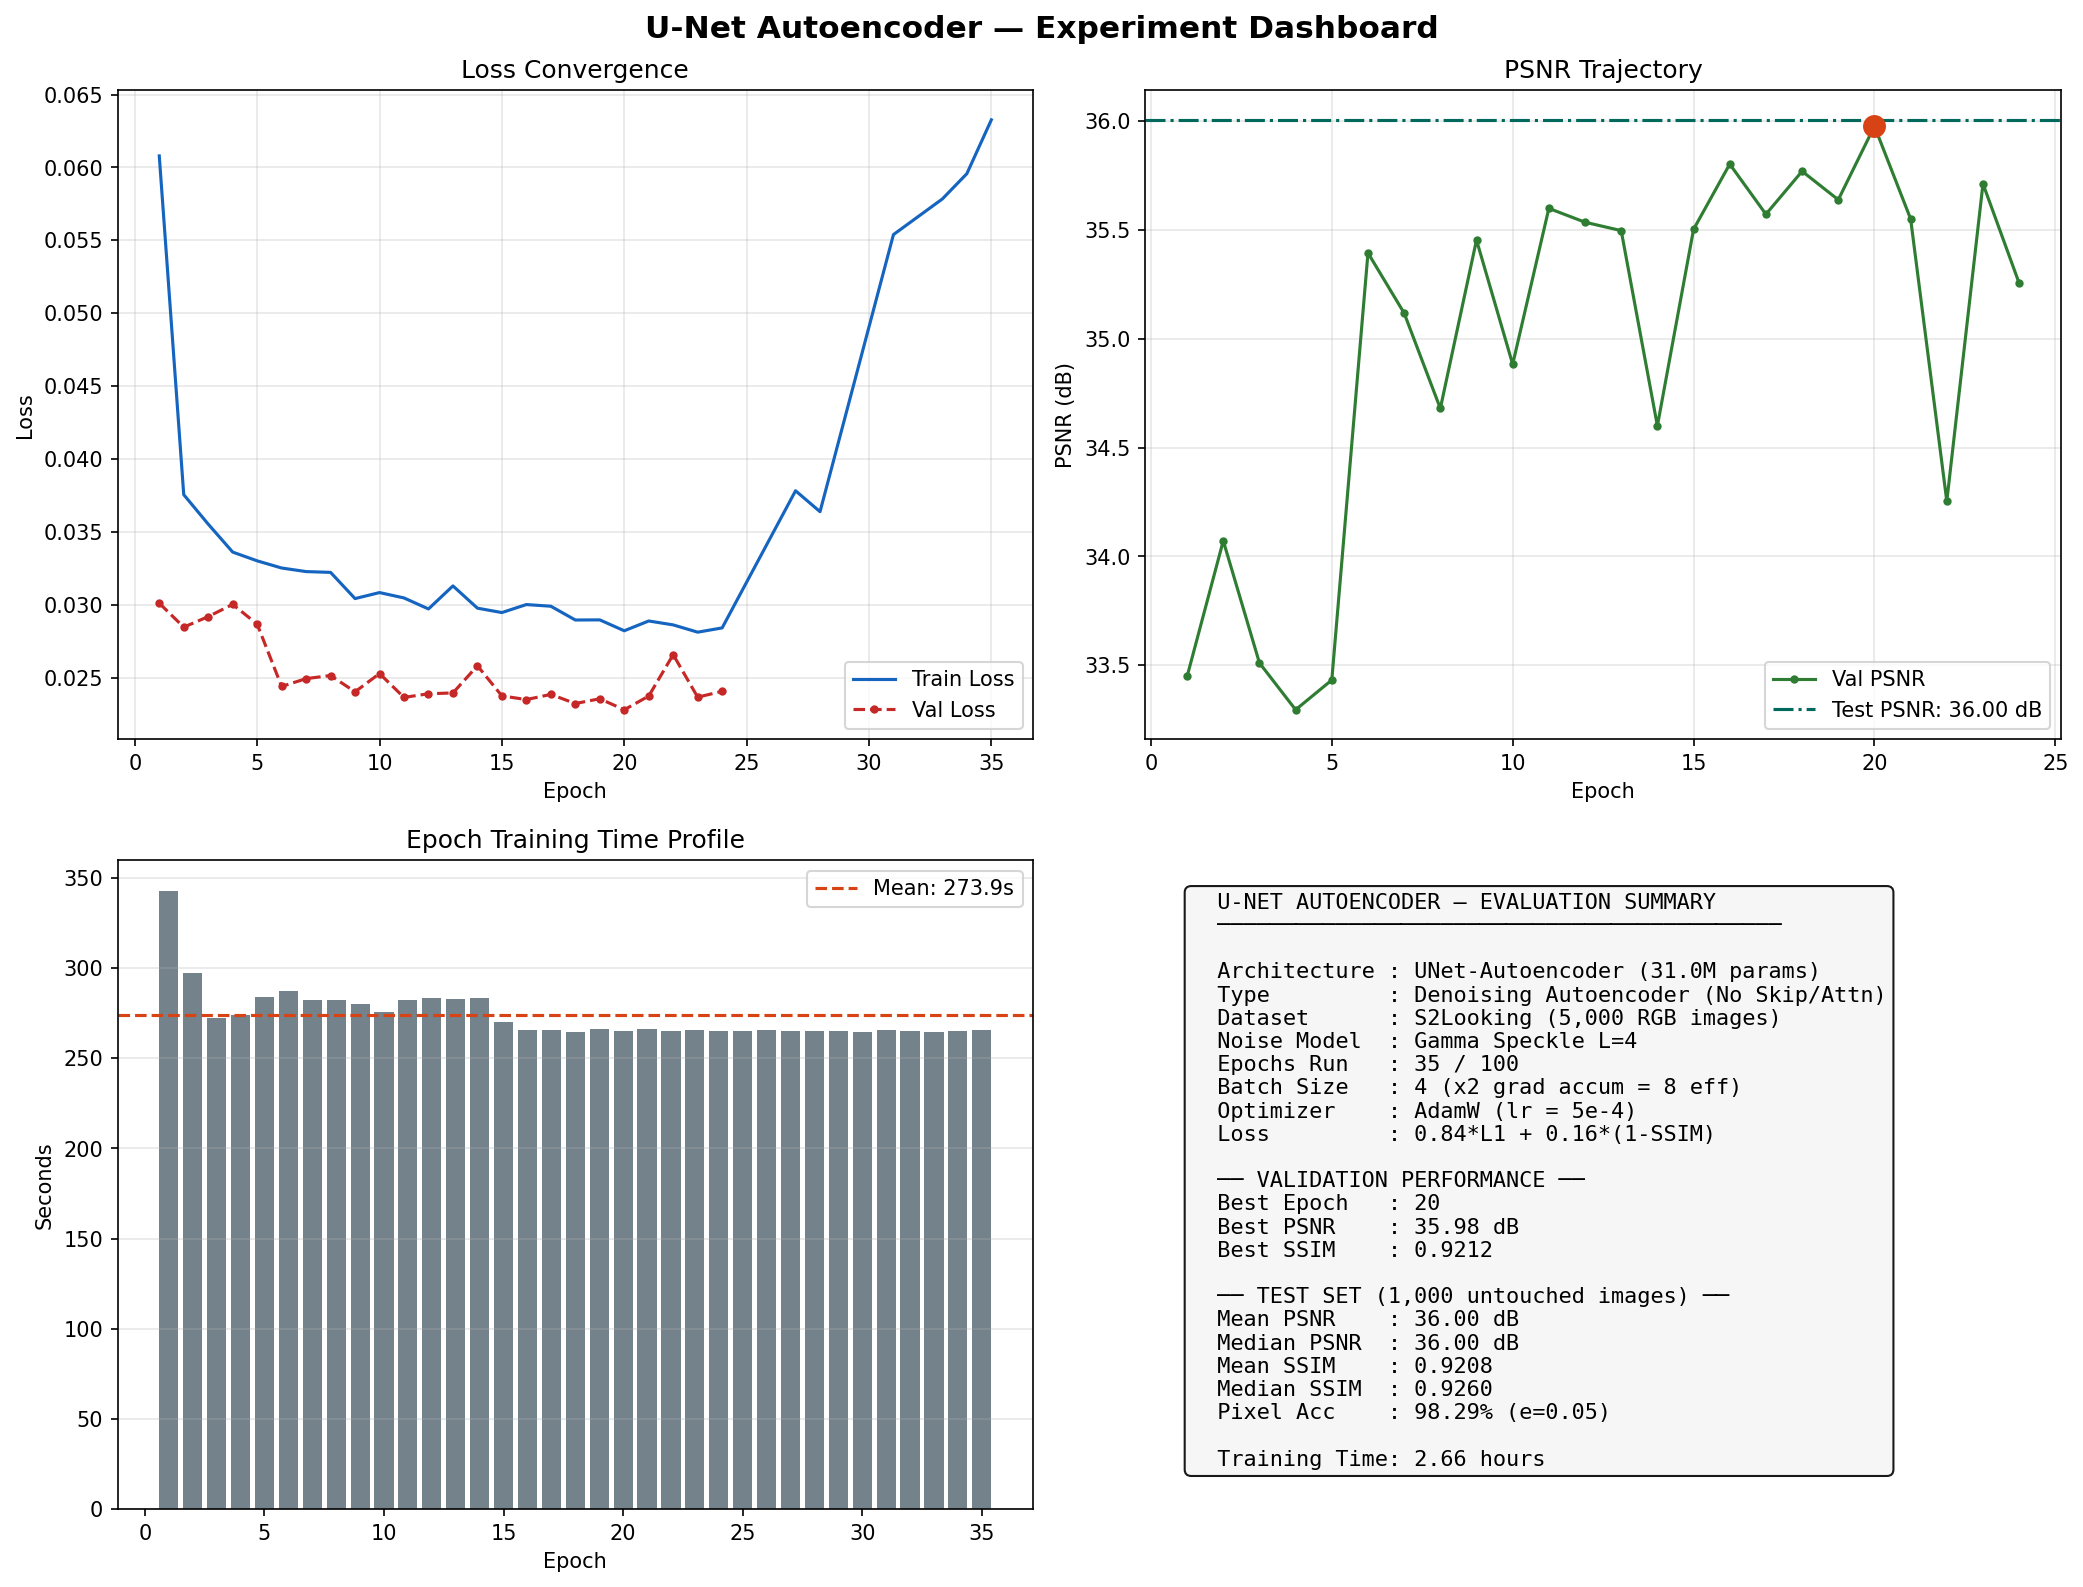 U-Net Autoencoder — Experiment Dashboard
Loss Convergence
0.065
0.060
0.055
0.050
0.045
0.040
0.035
0.030
0.025
Loss
0 5 10 15 20 25 30 35
Epoch
Train Loss
Val Loss
PSNR Trajectory
36.0
35.5
35.0
34.5
34.0
33.5
PSNR (dB)
0 5 10 15 20 25
Epoch
Val PSNR
Test PSNR: 36.00 dB
Epoch Training Time Profile
350
300
250
200
150
100
50
0
Seconds
0 5 10 15 20 25 30 35
Epoch
Mean: 273.9s
U-NET AUTOENCODER — EVALUATION SUMMARY
Architecture : UNet-Autoencoder (31.0M params)
Type : Denoising Autoencoder (No Skip/Attn)
Dataset : S2Looking (5,000 RGB images)
Noise Model : Gamma Speckle L=4
Epochs Run : 35 / 100
Batch Size : 4 (x2 grad accum = 8 eff)
Optimizer : AdamW (lr = 5e-4)
Loss : 0.84*L1 + 0.16*(1-SSIM)
── VALIDATION PERFORMANCE ──
Best Epoch : 20
Best PSNR : 35.98 dB
Best SSIM : 0.9212
── TEST SET (1,000 untouched images) ──
Mean PSNR : 36.00 dB
Median PSNR : 36.00 dB
Mean SSIM : 0.9208
Median SSIM : 0.9260
Pixel Acc : 98.29% (e=0.05)
Training Time: 2.66 hours